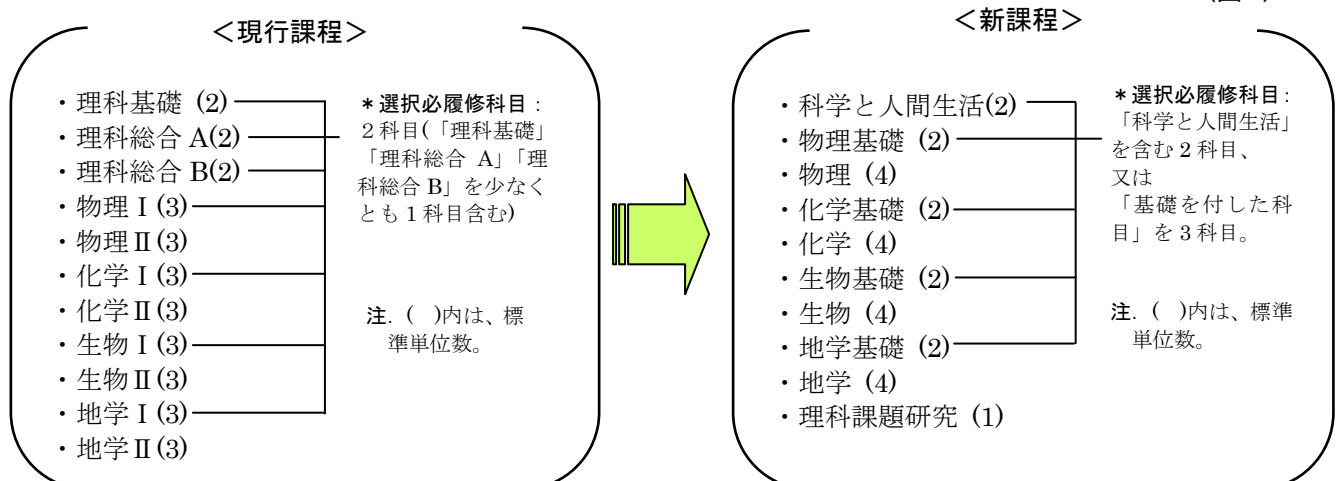 ＜現行課程＞
・理科基礎 (2)
・理科総合 A(2)
・理科総合 B(2)
・物理Ⅰ(3)
・物理Ⅱ(3)
・化学Ⅰ(3)
・化学Ⅱ(3)
・生物Ⅰ(3)
・生物Ⅱ(3)
・地学Ⅰ(3)
・地学Ⅱ(3)
＊選択必履修科目：
２科目(「理科基礎」
「理科総合 A」「理
科総合 B」を少なく
とも１科目含む)
注. (　)内は、標
準単位数。
＜新課程＞
・科学と人間生活(2)
・物理基礎 (2)
・物理 (4)
・化学基礎 (2)
・化学 (4)
・生物基礎 (2)
・生物 (4)
・地学基礎 (2)
・地学 (4)
・理科課題研究 (1)
＊選択必履修科目：
「科学と人間生活」
を含む２科目、
又は
「基礎を付した科
目」を３科目。
注. (　)内は、標準
単位数。